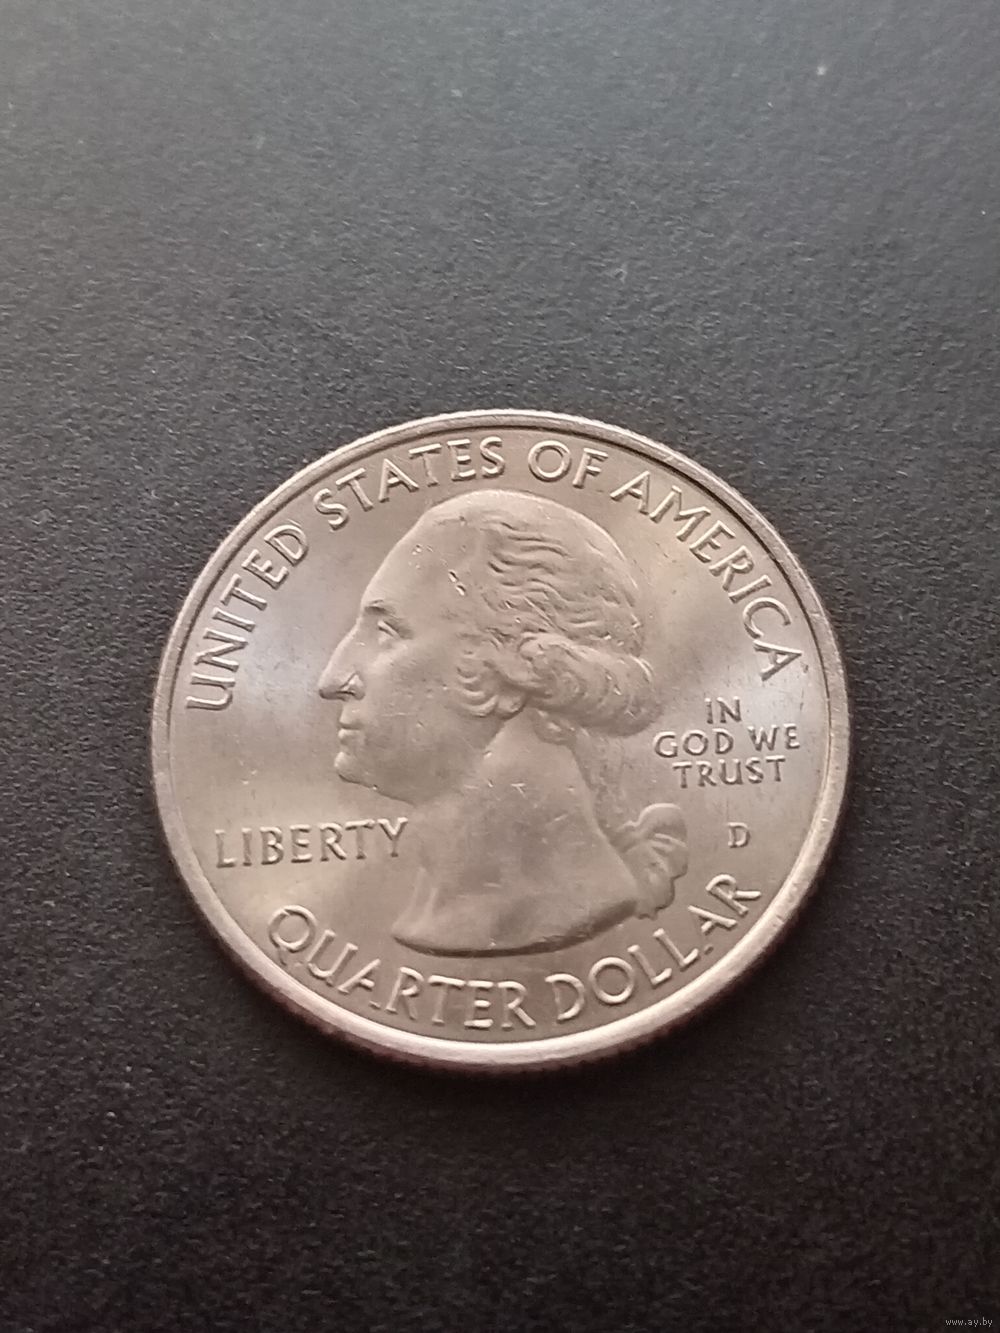 UNITED STATES OF AMERICA
IN
GOD WE
TRUST
LIBERTY
D
QUARTER DOLLAR
www.ay.by